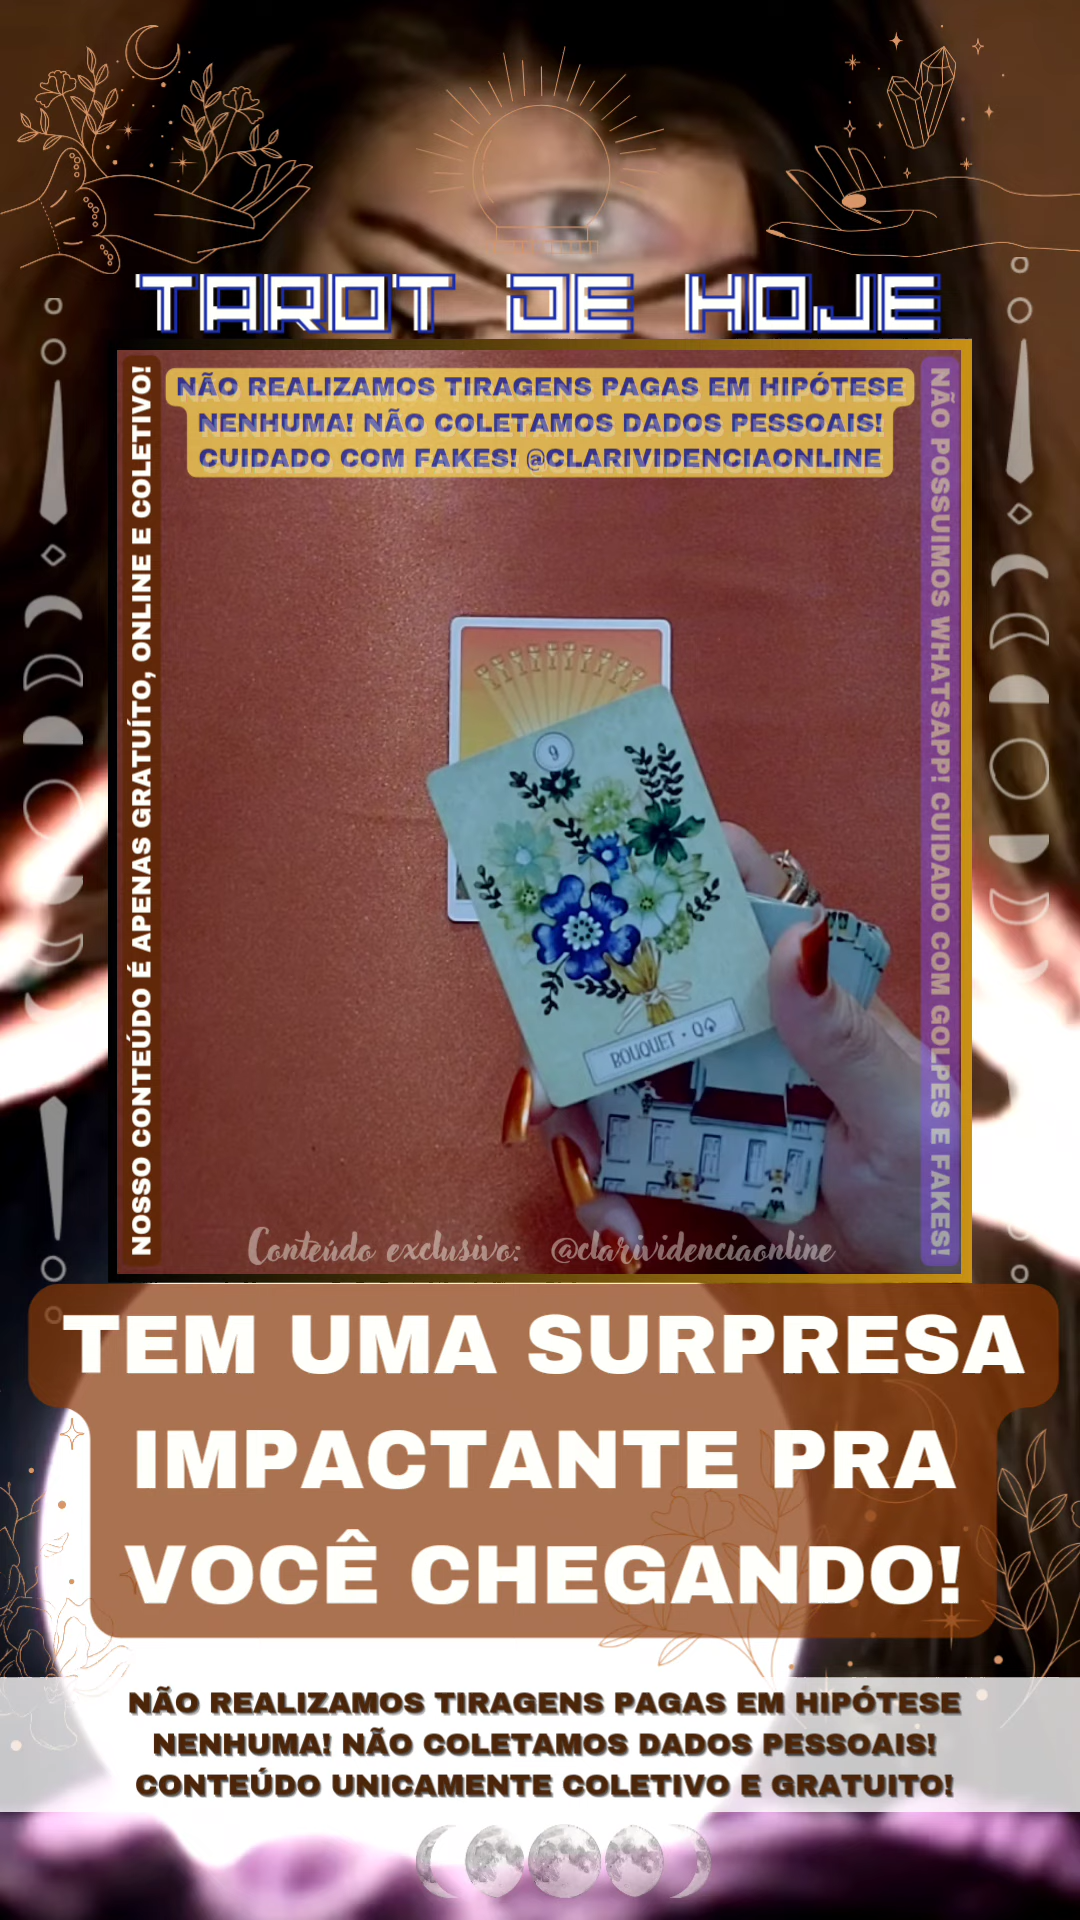 TAROT DE HOJE
NÃO REALIZAMOS TIRAGENS PAGAS EM HIPÓTESE
NENHUMA! NÃO COLETAMOS DADOS PESSOAIS!
CUIDADO COM FAKES! @CLARIVIDENCIAONLINE
NOSSO CONTEÚDO É APENAS GRATUÍTO, ONLINE E COLETIVO!
NÃO POSSUIMOS WHATSAPP! CUIDADO COM GOLPES E FAKES!
9
BOUQUET • Q♤
Conteúdo exclusivo: @clarividenciaonline
TEM UMA SURPRESA
IMPACTANTE PRA
VOCÊ CHEGANDO!
NÃO REALIZAMOS TIRAGENS PAGAS EM HIPÓTESE
NENHUMA! NÃO COLETAMOS DADOS PESSOAIS!
CONTEÚDO UNICAMENTE COLETIVO E GRATUITO!